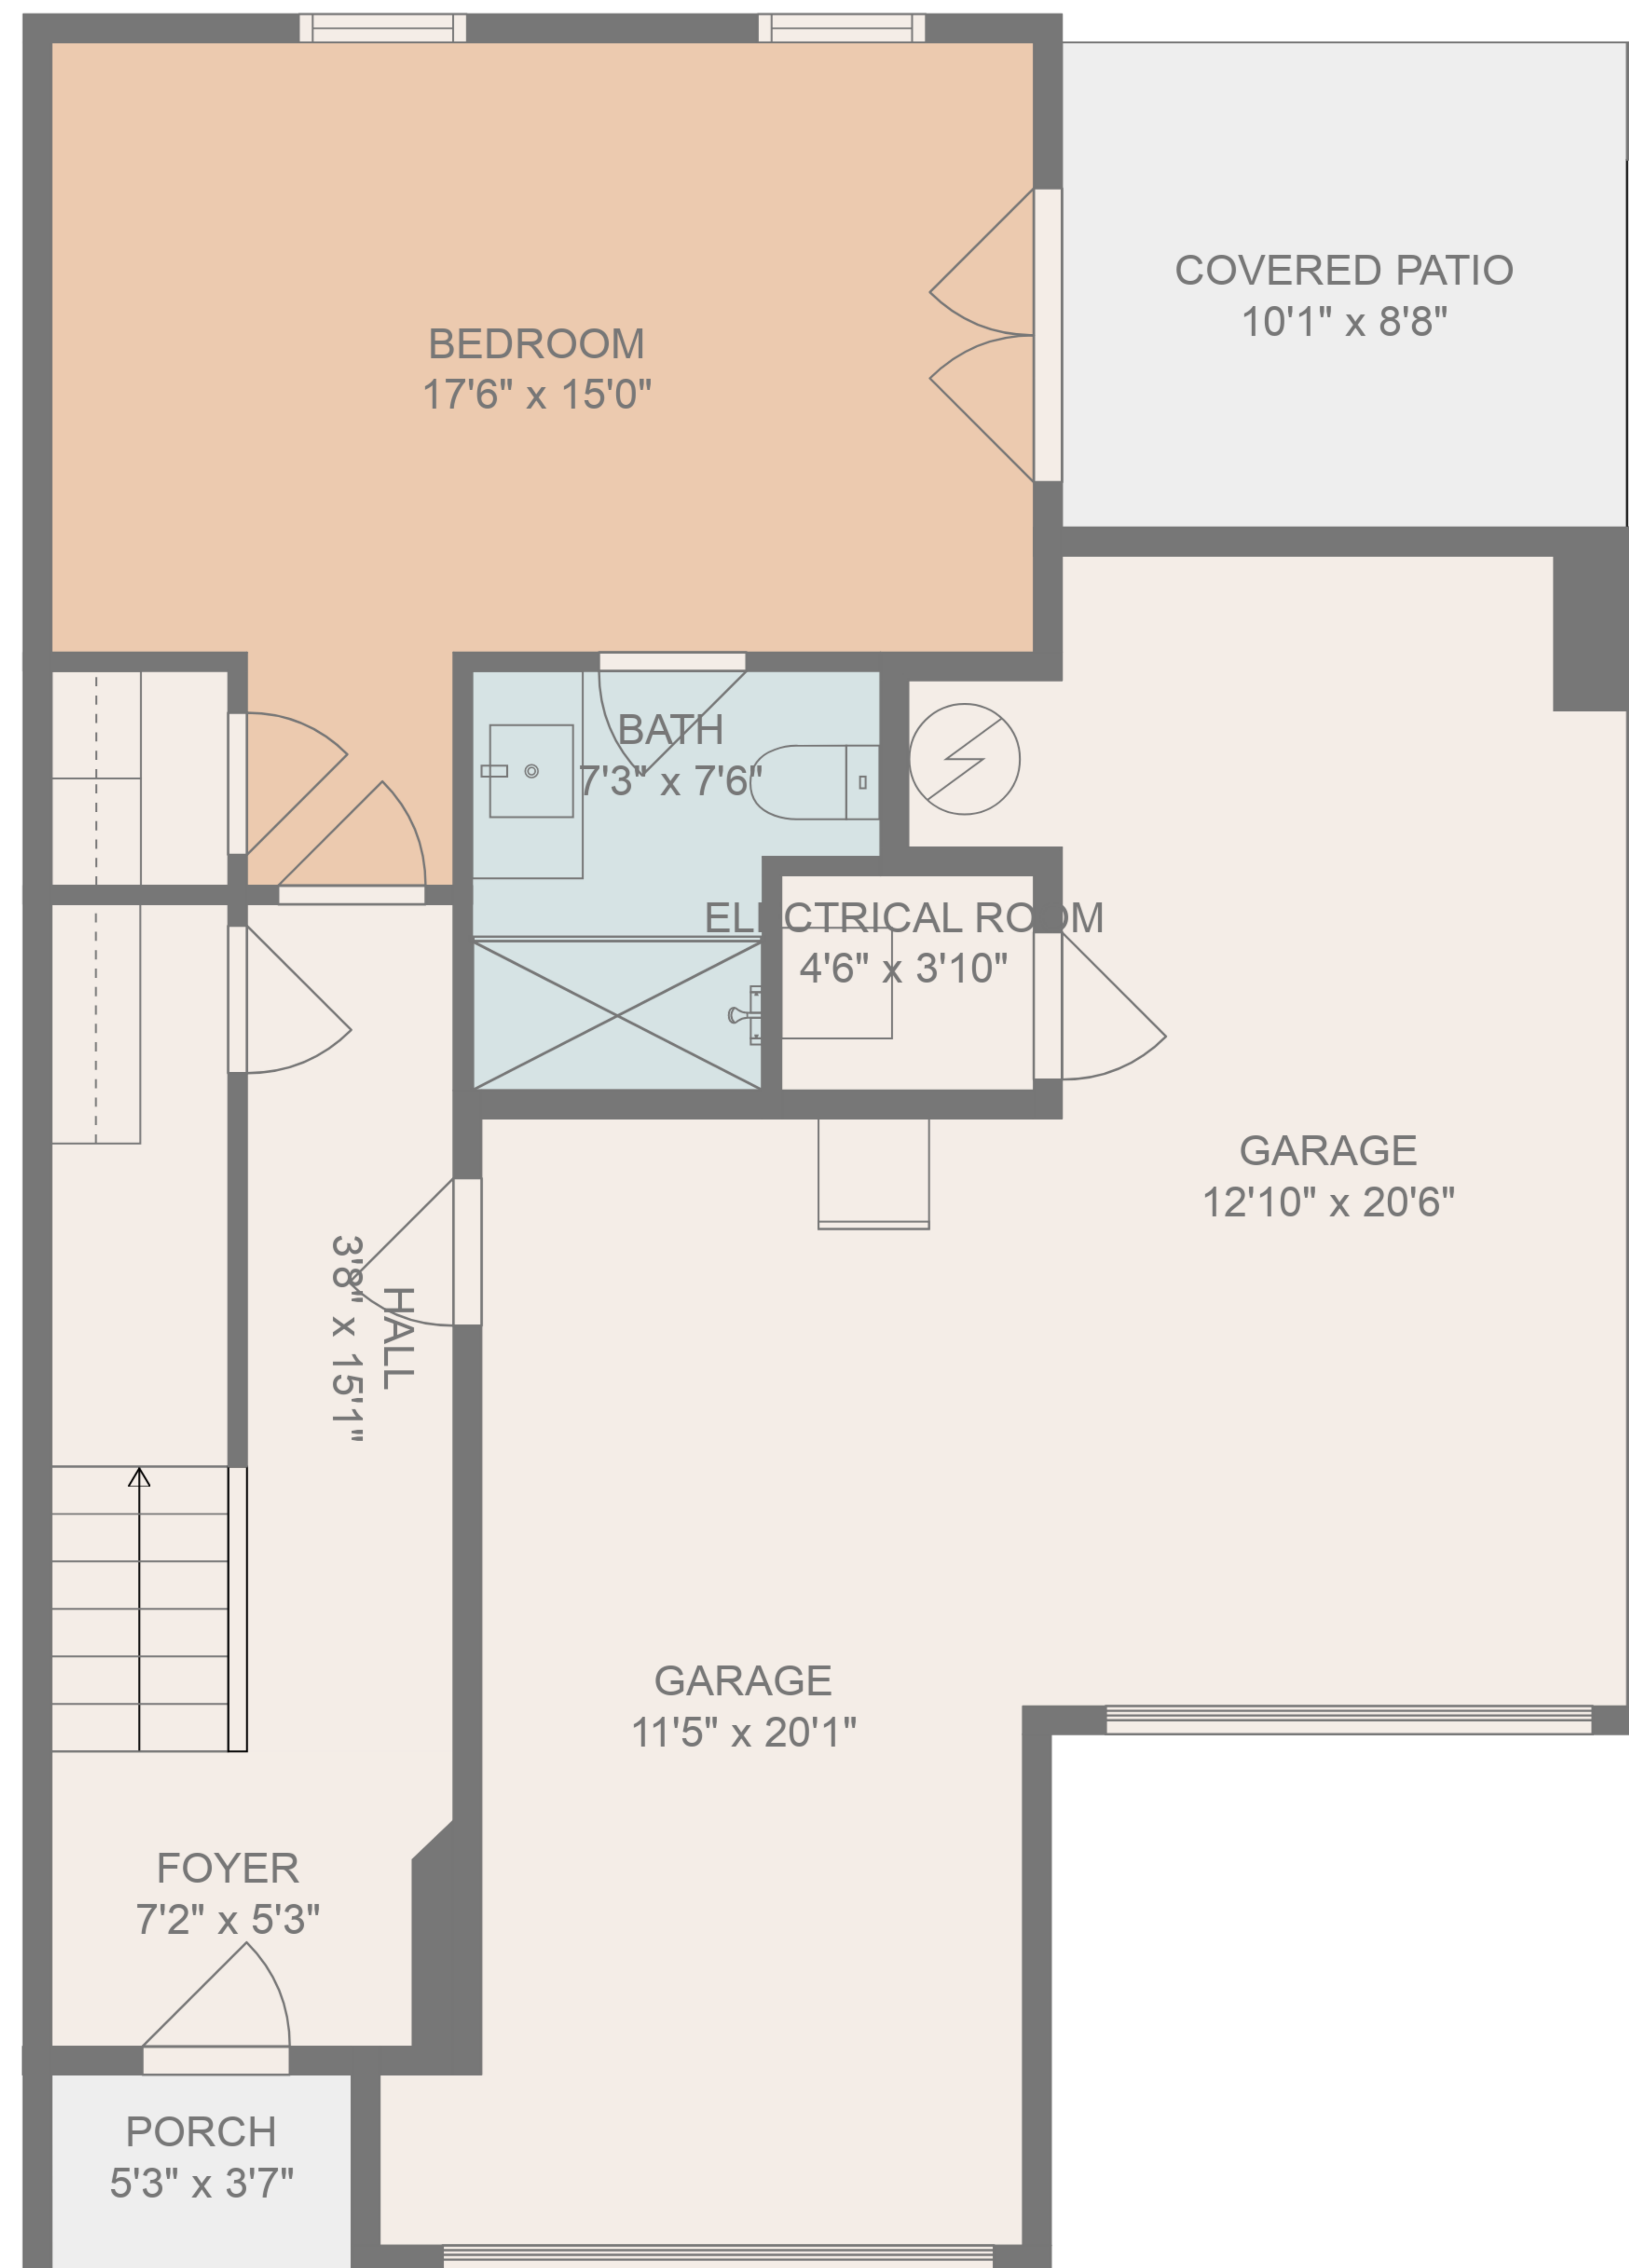 COVERED PATIO
10'1" x 8'8"
BEDROOM
17'6" x 15'0"
BATH
7'3" x 7'6"
ELECTRICAL ROOM
4'6" x 3'10"
GARAGE
12'10" x 20'6"
HALL
3'8" x 15'1"
GARAGE
11'5" x 20'1"
FOYER
7'2" x 5'3"
PORCH
5'3" x 3'7"